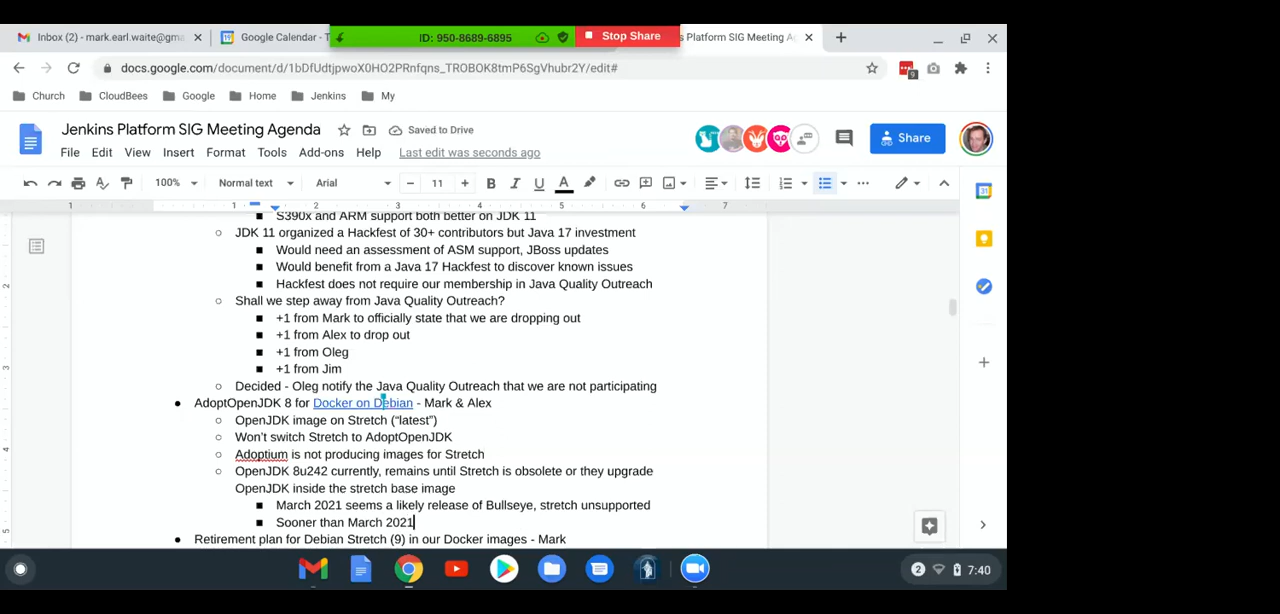 Inbox (2) - mark.earl.waite@gma
Google Calendar - T
ID: 950-8689-6895
Stop Share
s Platform SIG Meeting Ag
docs.google.com/document/d/1bDfUdtjpwoX0HO2PRnfqns_TROBOK8tmP6SgVhubr2Y/edit#
9
Church
CloudBees
Google
Home
Jenkins
My
Jenkins Platform SIG Meeting Agenda
Saved to Drive
Share
File Edit View Insert Format Tools Add-ons Help Last edit was seconds ago
100% Normal text Arial 11 B I U A
1 1 2 3 4 5 6 7
S390x and ARM support both better on JDK 11
JDK 11 organized a Hackfest of 30+ contributors but Java 17 investment
Would need an assessment of ASM support, JBoss updates
Would benefit from a Java 17 Hackfest to discover known issues
Hackfest does not require our membership in Java Quality Outreach
Shall we step away from Java Quality Outreach?
+1 from Mark to officially state that we are dropping out
+1 from Alex to drop out
+1 from Oleg
+1 from Jim
Decided - Oleg notify the Java Quality Outreach that we are not participating
AdoptOpenJDK 8 for Docker on Debian - Mark & Alex
OpenJDK image on Stretch (“latest”)
Won’t switch Stretch to AdoptOpenJDK
Adoptium is not producing images for Stretch
OpenJDK 8u242 currently, remains until Stretch is obsolete or they upgrade
OpenJDK inside the stretch base image
March 2021 seems a likely release of Bullseye, stretch unsupported
Sooner than March 2021
Retirement plan for Debian Stretch (9) in our Docker images - Mark
2 7:40